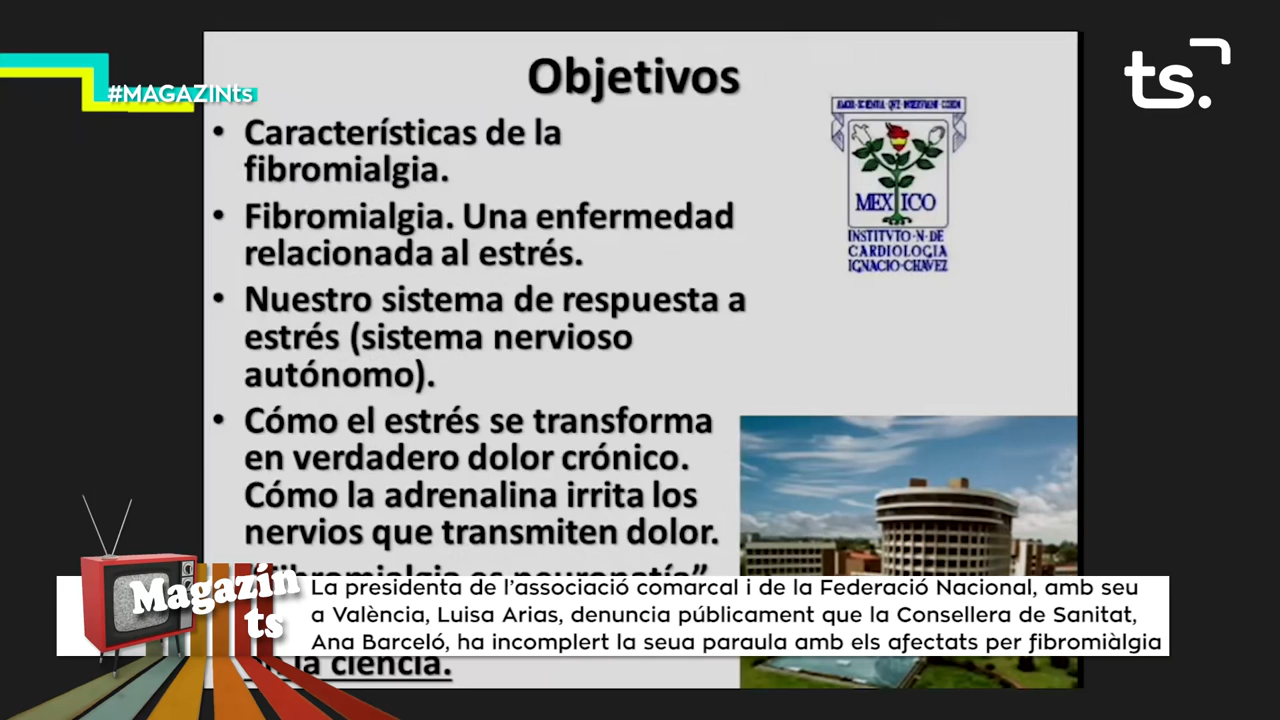 #MAGAZINts
ts.
Objetivos
• Características de la
fibromialgia.
• Fibromialgia. Una enfermedad
relacionada al estrés.
• Nuestro sistema de respuesta a
estrés (sistema nervioso
autónomo).
• Cómo el estrés se transforma
en verdadero dolor crónico.
Cómo la adrenalina irrita los
nervios que transmiten dolor.
la ciencia.
MEXICO
INSTITVTO·N·DE
CARDIOLOGIA
IGNACIO·CHAVEZ
Magazín
ts
La presidenta de l'associació comarcal i de la Federació Nacional, amb seu
a València, Luisa Arias, denuncia públicament que la Consellera de Sanitat,
Ana Barceló, ha incomplert la seua paraula amb els afectats per fibromiàlgia